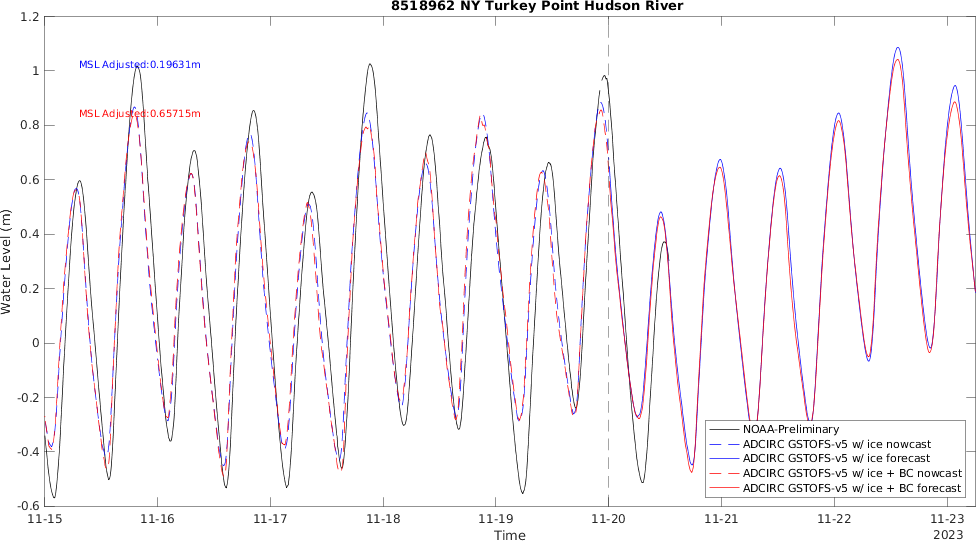 8518962 NY Turkey Point Hudson River
MSL Adjusted:0.19631m
MSL Adjusted:0.65715m
Water Level (m)
1.2
1
0.8
0.6
0.4
0.2
0
-0.2
-0.4
-0.6
NOAA-Preliminary
ADCIRC GSTOFS-v5 w/ ice nowcast
ADCIRC GSTOFS-v5 w/ ice forecast
ADCIRC GSTOFS-v5 w/ ice + BC nowcast
ADCIRC GSTOFS-v5 w/ ice + BC forecast
11-15 11-16 11-17 11-18 11-19 11-20 11-21 11-22 11-23
Time
2023